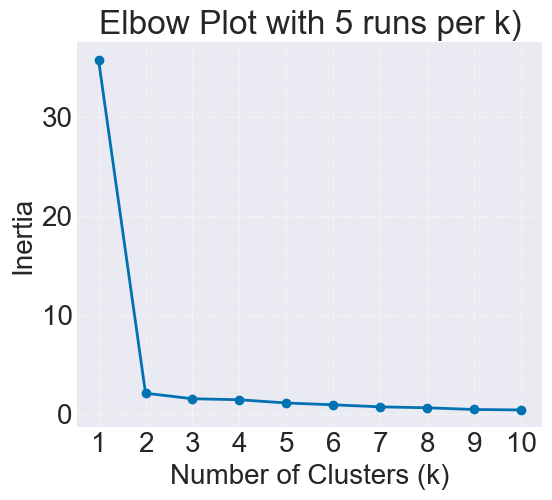 Elbow Plot with 5 runs per k)
30
20
10
0
Inertia
1 2 3 4 5 6 7 8 9 10
Number of Clusters (k)